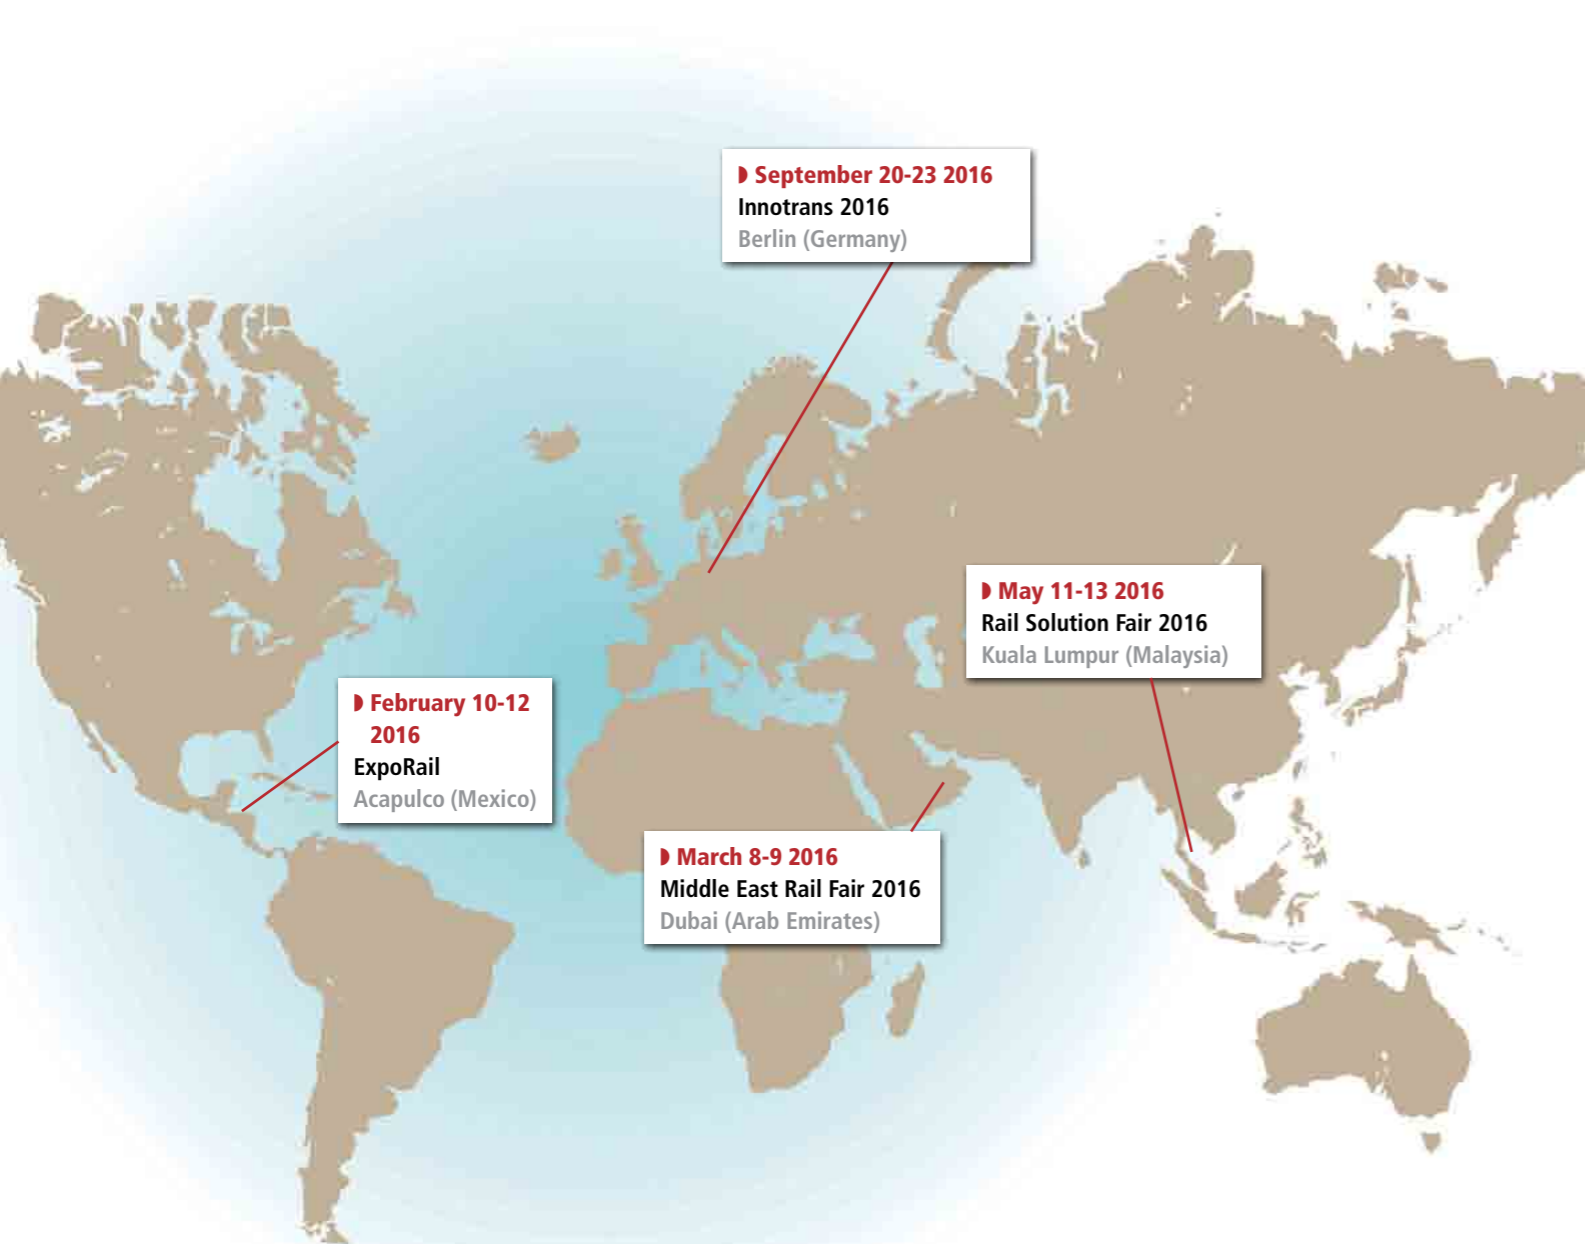 ◗ September 20-23 2016
Innotrans 2016
Berlin (Germany)
◗ May 11-13 2016
Rail Solution Fair 2016
Kuala Lumpur (Malaysia)
◗ February 10-12
2016
ExpoRail
Acapulco (Mexico)
◗ March 8-9 2016
Middle East Rail Fair 2016
Dubai (Arab Emirates)